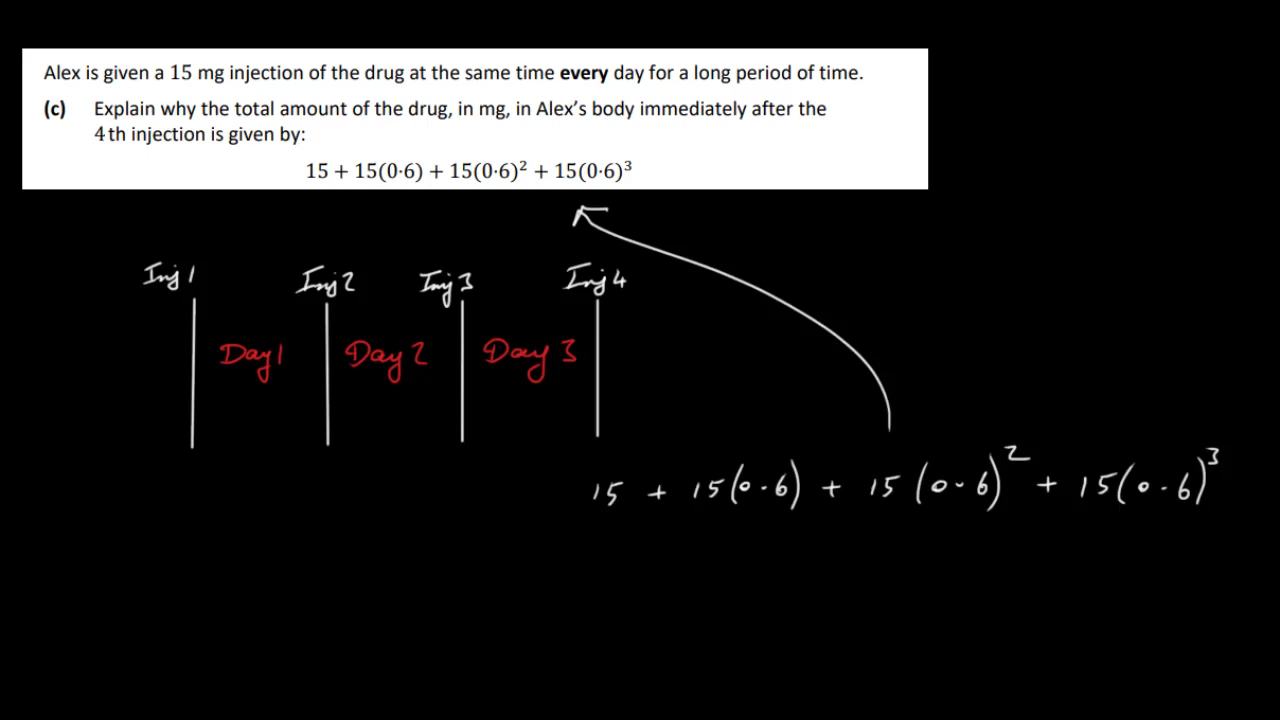 Alex is given a 15 mg injection of the drug at the same time every day for a long period of time.
(c) Explain why the total amount of the drug, in mg, in Alex's body immediately after the
4th injection is given by:
15 + 15(0·6) + 15(0·6)² + 15(0·6)³
Inj 1 Inj 2 Inj 3 Inj 4
Day 1 Day 2 Day 3
15 + 15(0·6) + 15(0·6)² + 15(0·6)³